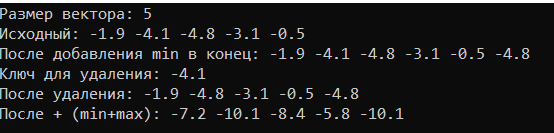 Размер вектора: 5
Исходный: -1.9 -4.1 -4.8 -3.1 -0.5
После добавления min в конец: -1.9 -4.1 -4.8 -3.1 -0.5 -4.8
Ключ для удаления: -4.1
После удаления: -1.9 -4.8 -3.1 -0.5 -4.8
После + (min+max): -7.2 -10.1 -8.4 -5.8 -10.1